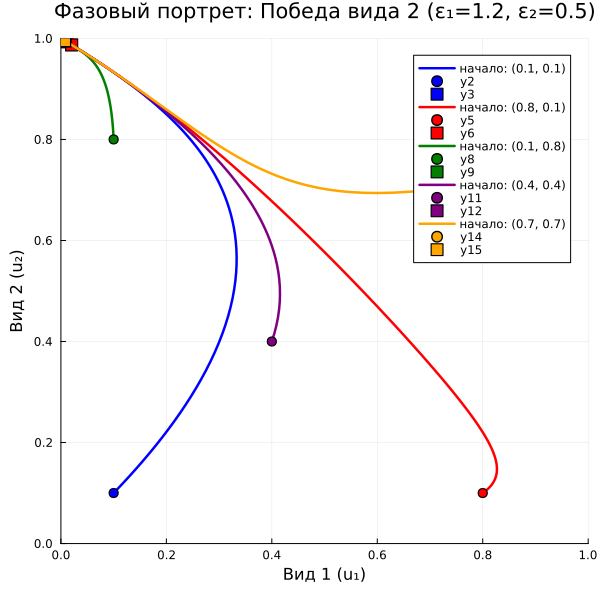 Фазовый портрет: Победа вида 2 (ε₁=1.2, ε₂=0.5)
1.0
0.8
0.6
0.4
0.2
0.0
Вид 2 (u₂)
начало: (0.1, 0.1)
y2
y3
начало: (0.8, 0.1)
y5
y6
начало: (0.1, 0.8)
y8
y9
начало: (0.4, 0.4)
y11
y12
начало: (0.7, 0.7)
y14
y15
0.0 0.2 0.4 0.6 0.8 1.0
Вид 1 (u₁)